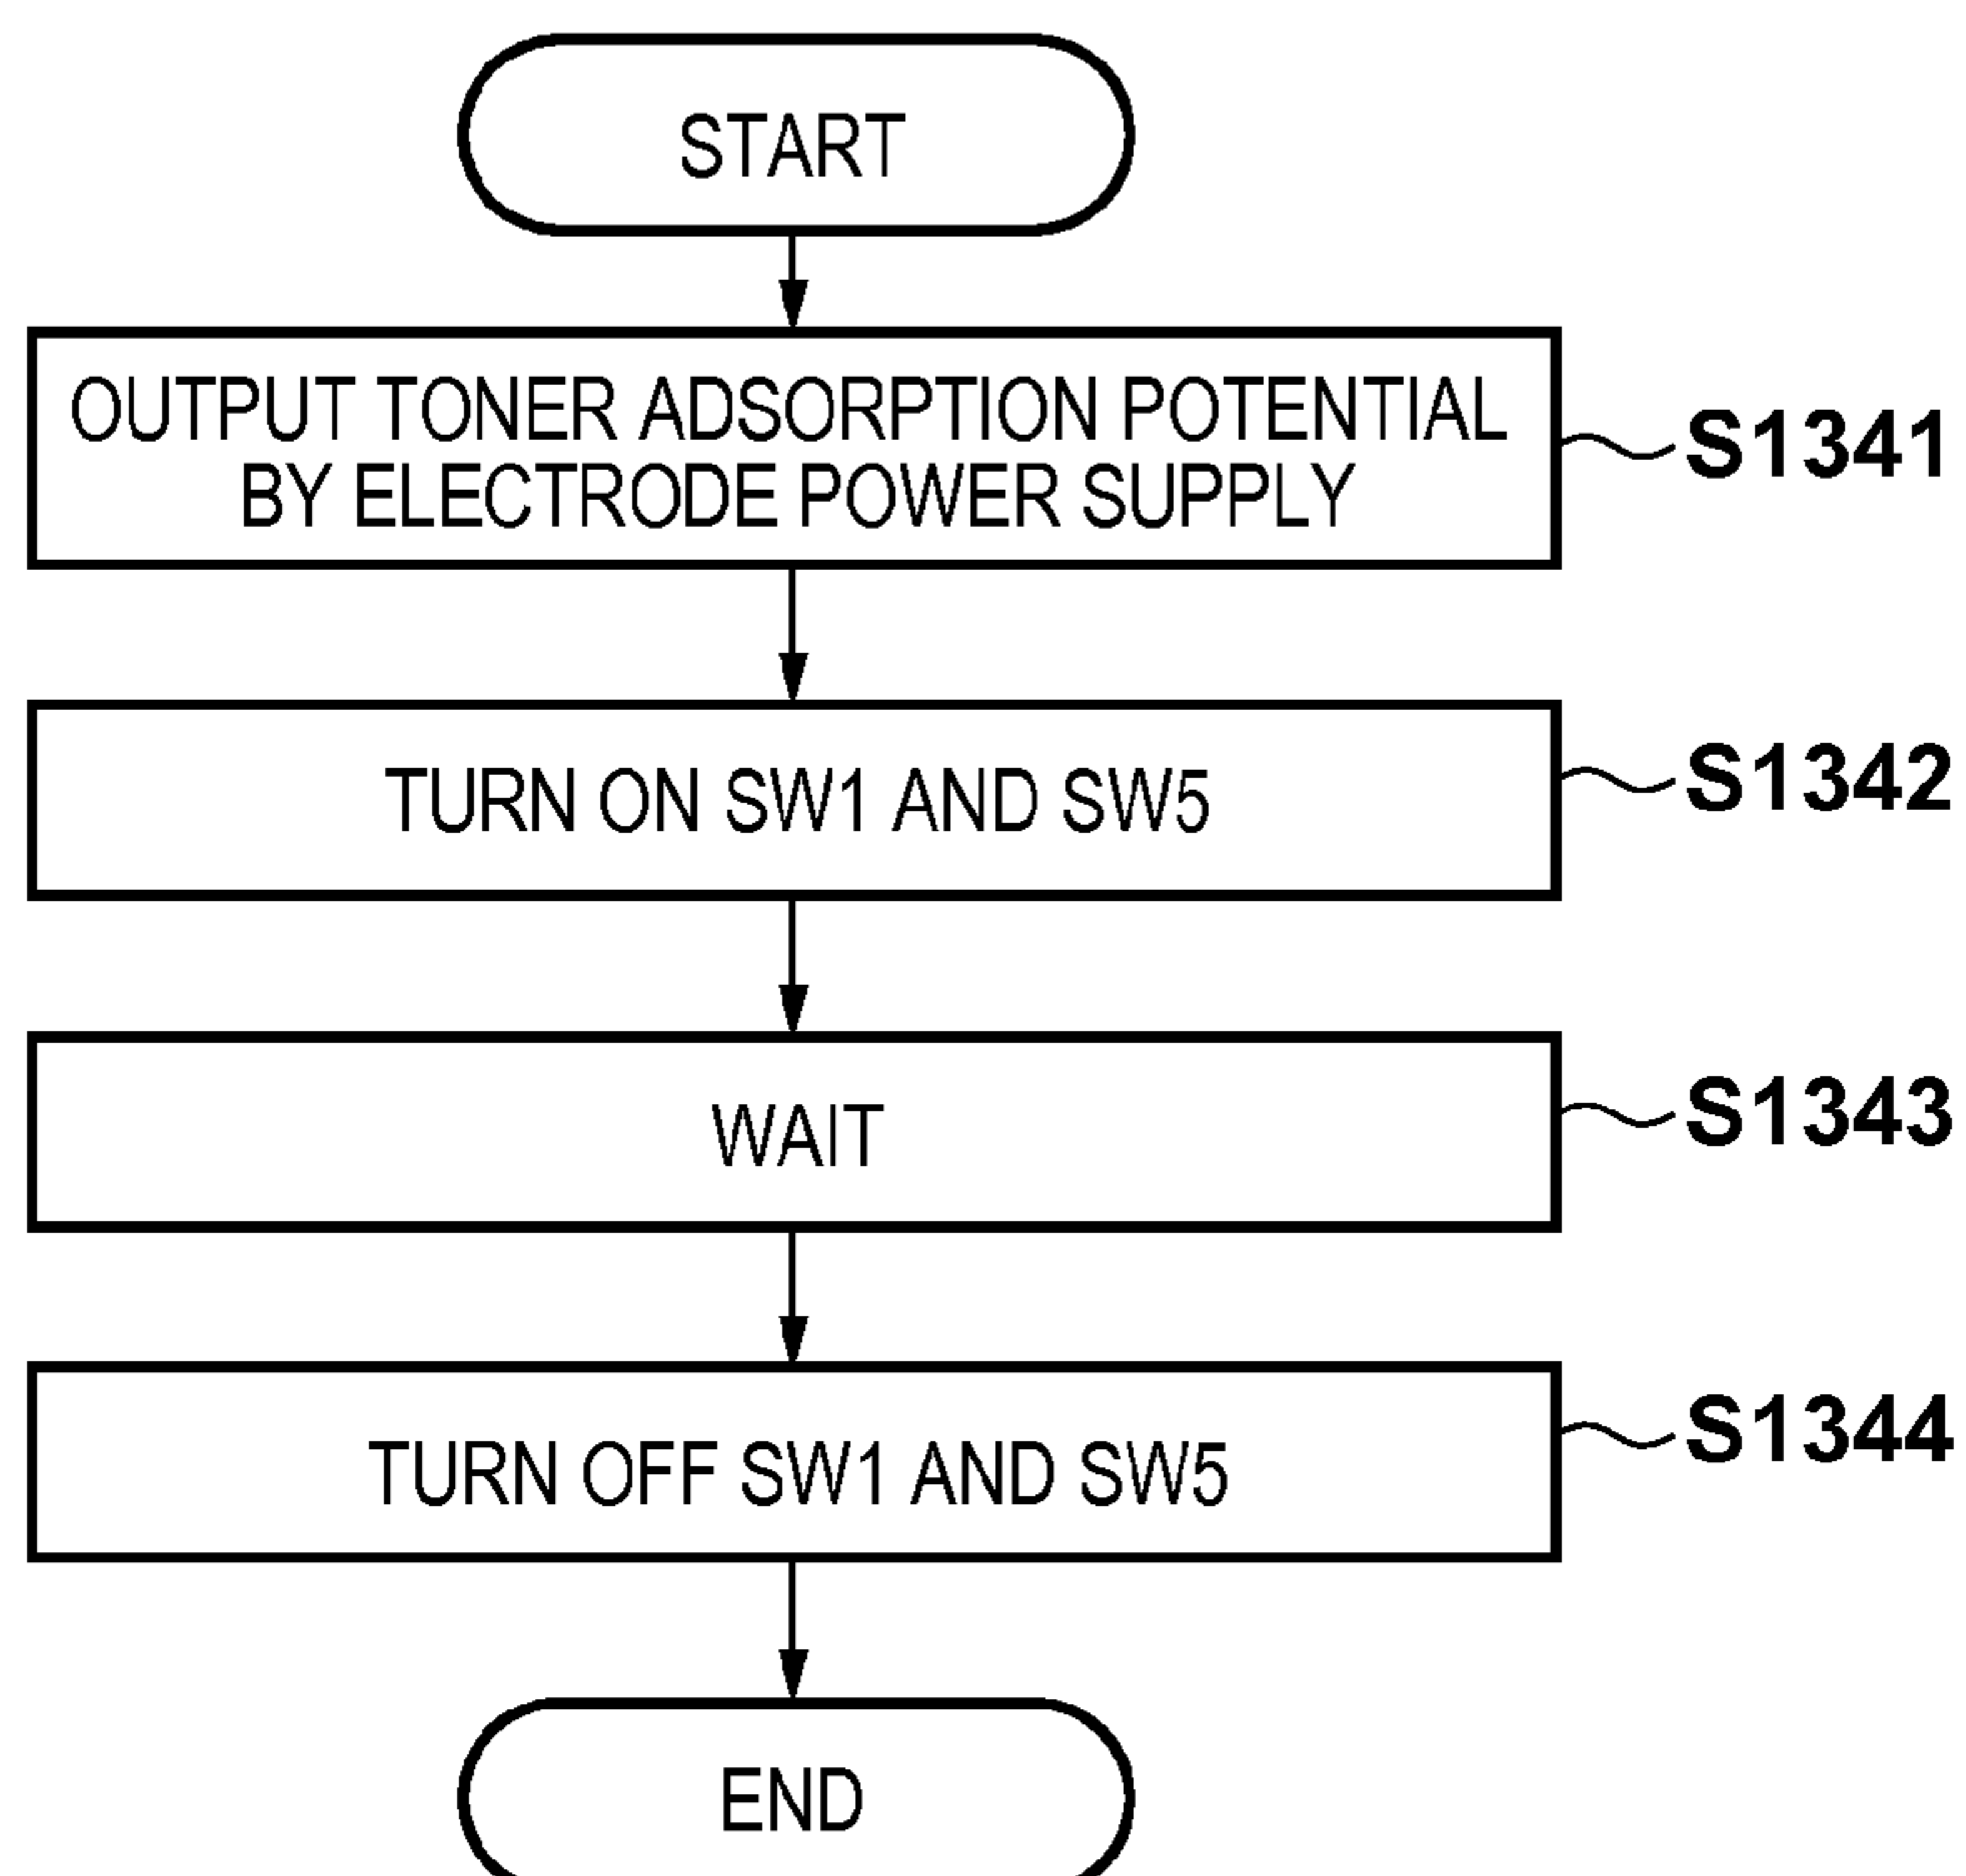 START
OUTPUT TONER ADSORPTION POTENTIAL
BY ELECTRODE POWER SUPPLY
S1341
TURN ON SW1 AND SW5
S1342
WAIT
S1343
TURN OFF SW1 AND SW5
S1344
END